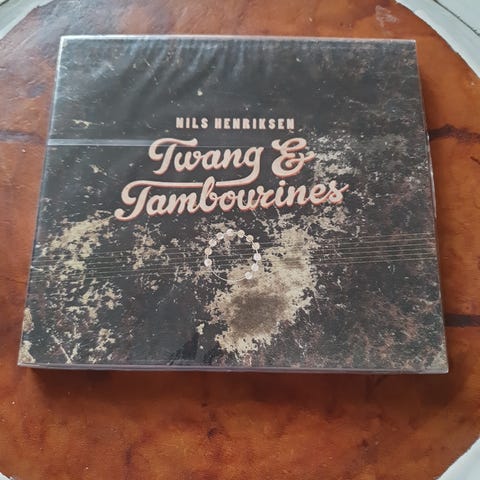 NILS HENRIKSEN
Twang &
Tambourines